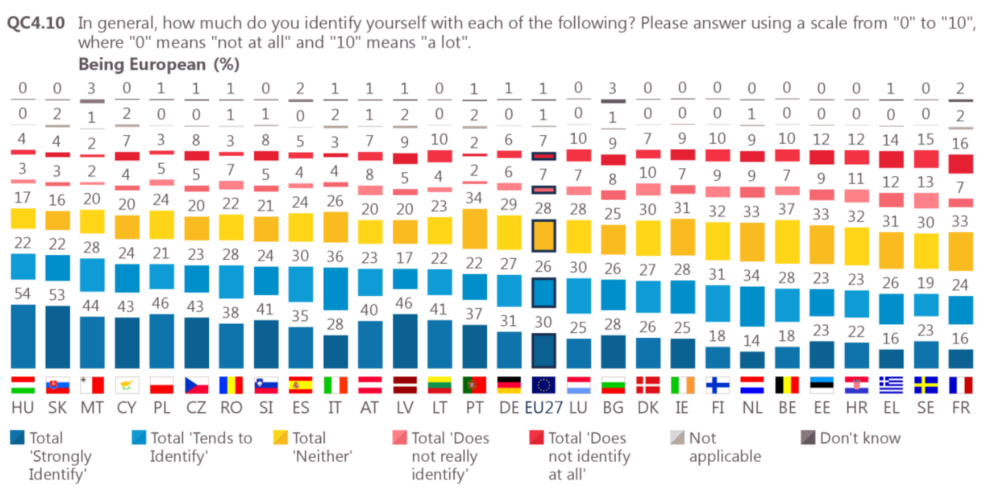 QC4.10 In general, how much do you identify yourself with each of the following? Please answer using a scale from "0" to "10",
where "0" means "not at all" and "10" means "a lot".
Being European (%)
0 0 3 0 1 1 1 0 2 1 1 1 0 1 1 1 0 3 0 0 0 0 0 0 0 1 0 2
0 2 1 2 0 0 1 1 0 2 1 2 0 2 0 1 0 1 0 0 0 1 0 0 0 0 0 2
4 4 2 7 3 8 3 8 5 3 7 9 10 2 6 7 10 9 7 9 10 9 10 12 12 14 15 16
3 3 2 4 5 5 7 5 4 4 8 5 4 2 6 7 7 8 10 7 9 9 7 9 11 12 13 7
17 16 20 20 24 20 22 21 24 26 20 20 23 34 29 28 28 25 30 31 32 33 37 33 32 31 30 33
22 22 28 24 21 23 28 24 30 36 23 17 22 22 27 26 30 26 27 28 31 34 28 23 23 26 19 24
54 53 44 43 46 43 38 41 35 28 40 46 41 37 31 30 25 28 26 25 18 14 18 23 22 16 23 16
HU SK MT CY PL CZ RO SI ES IT AT LV LT PT DE EU27 LU BG DK IE FI NL BE EE HR EL SE FR
Total
'Strongly
Identify'
Total 'Tends to
Identify'
Total
'Neither'
Total 'Does
not really
identify'
Total 'Does
not identify
at all'
Not
applicable
Don't know